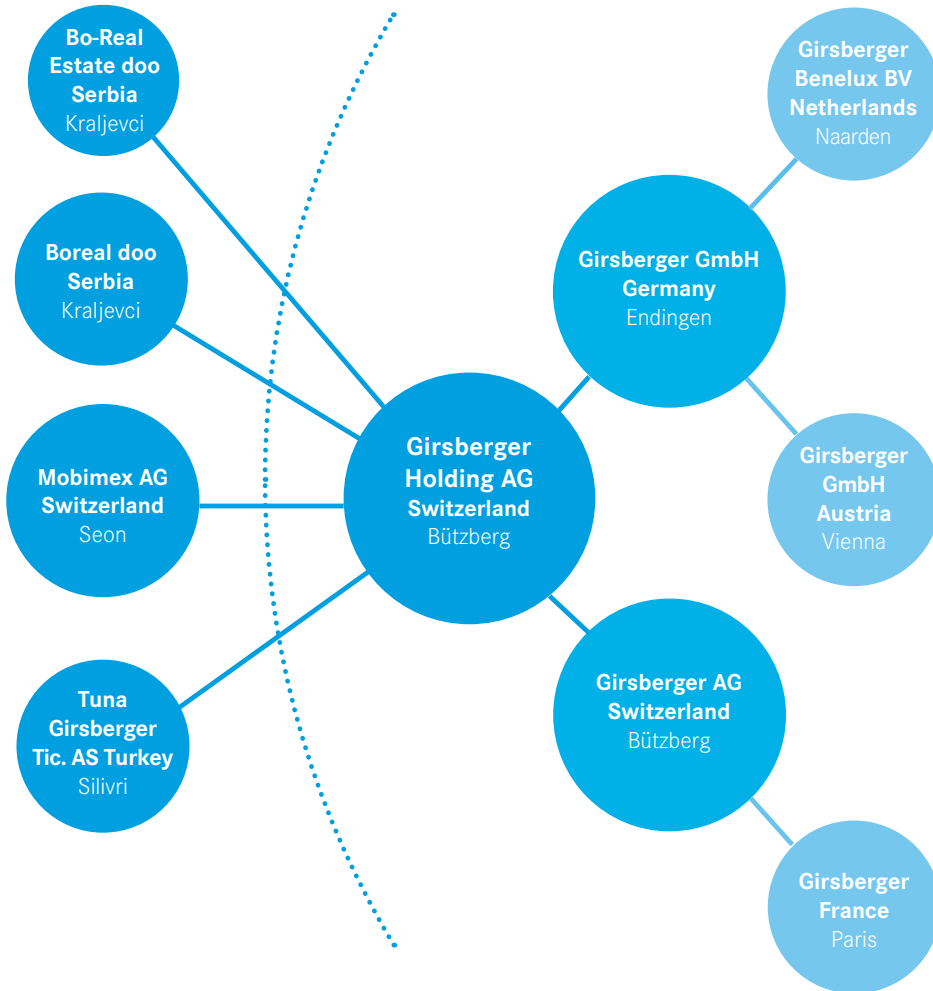 Bo-Real
Estate doo
Serbia
Kraljevci
Boreal doo
Serbia
Kraljevci
Mobimex AG
Switzerland
Seon
Tuna
Girsberger
Tic. AS Turkey
Silivri
Girsberger
Holding AG
Switzerland
Bützberg
Girsberger GmbH
Germany
Endingen
Girsberger AG
Switzerland
Bützberg
Girsberger
Benelux BV
Netherlands
Naarden
Girsberger
GmbH
Austria
Vienna
Girsberger
France
Paris